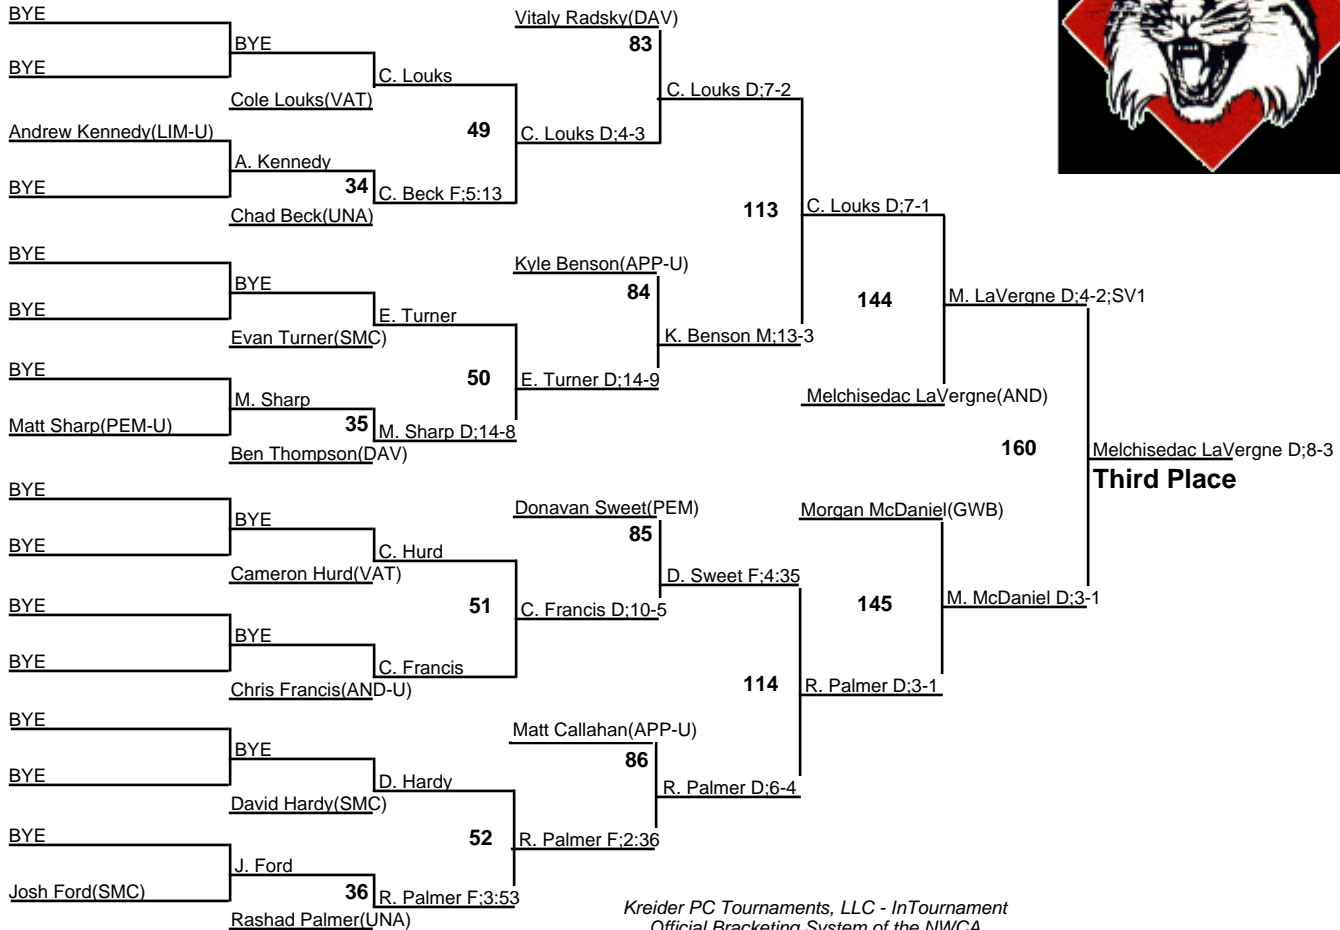 BYE
BYE
BYE
Cole Louks(VAT)
Andrew Kennedy(LIM-U)
BYE
A. Kennedy
34
Chad Beck(UNA)
C. Louks
49
C. Beck F;5:13
Vitaly Radsky(DAV)
83
C. Louks D;4-3
C. Louks D;7-2
BYE
BYE
BYE
Evan Turner(SMC)
BYE
Matt Sharp(PEM-U)
M. Sharp
35
Ben Thompson(DAV)
E. Turner
50
M. Sharp D;14-8
Kyle Benson(APP-U)
84
E. Turner D;14-9
K. Benson M;13-3
113
C. Louks D;7-1
144
Melchisedac LaVergne(AND)
M. LaVergne D;4-2;SV1
BYE
BYE
BYE
Cameron Hurd(VAT)
BYE
BYE
BYE
Chris Francis(AND-U)
C. Hurd
51
C. Francis
Donavan Sweet(PEM)
85
C. Francis D;10-5
D. Sweet F;4:35
BYE
BYE
BYE
David Hardy(SMC)
BYE
Josh Ford(SMC)
J. Ford
36
Rashad Palmer(UNA)
D. Hardy
52
R. Palmer F;3:53
Matt Callahan(APP-U)
86
R. Palmer F;2:36
R. Palmer D;6-4
114
R. Palmer D;3-1
Morgan McDaniel(GWB)
145
M. McDaniel D;3-1
160
Melchisedac LaVergne D;8-3
Third Place
Kreider PC Tournaments, LLC - InTournament
Official Bracketing System of the NWCA